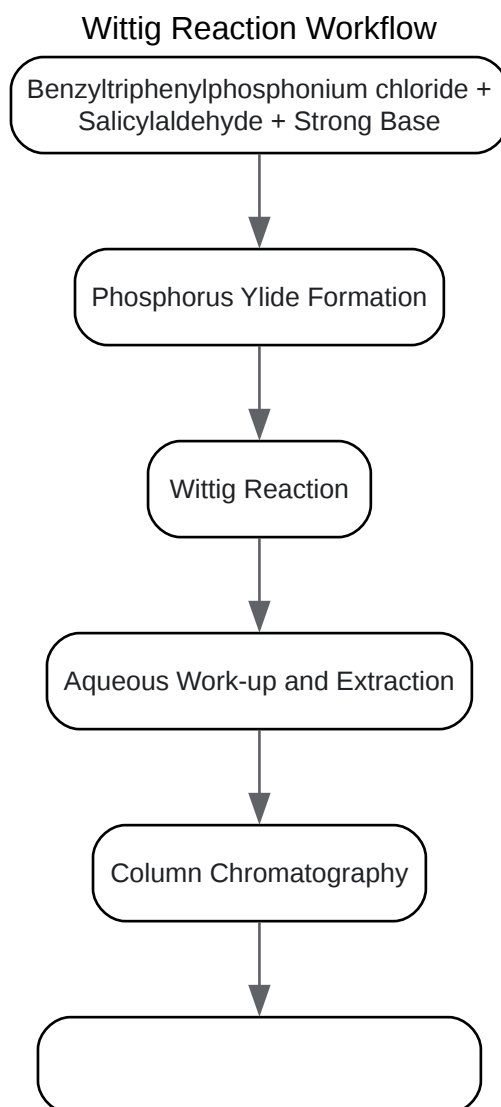 Wittig Reaction Workflow
Benzyltriphenylphosphonium chloride +
Salicylaldehyde + Strong Base
Phosphorus Ylide Formation
Wittig Reaction
Aqueous Work-up and Extraction
Column Chromatography